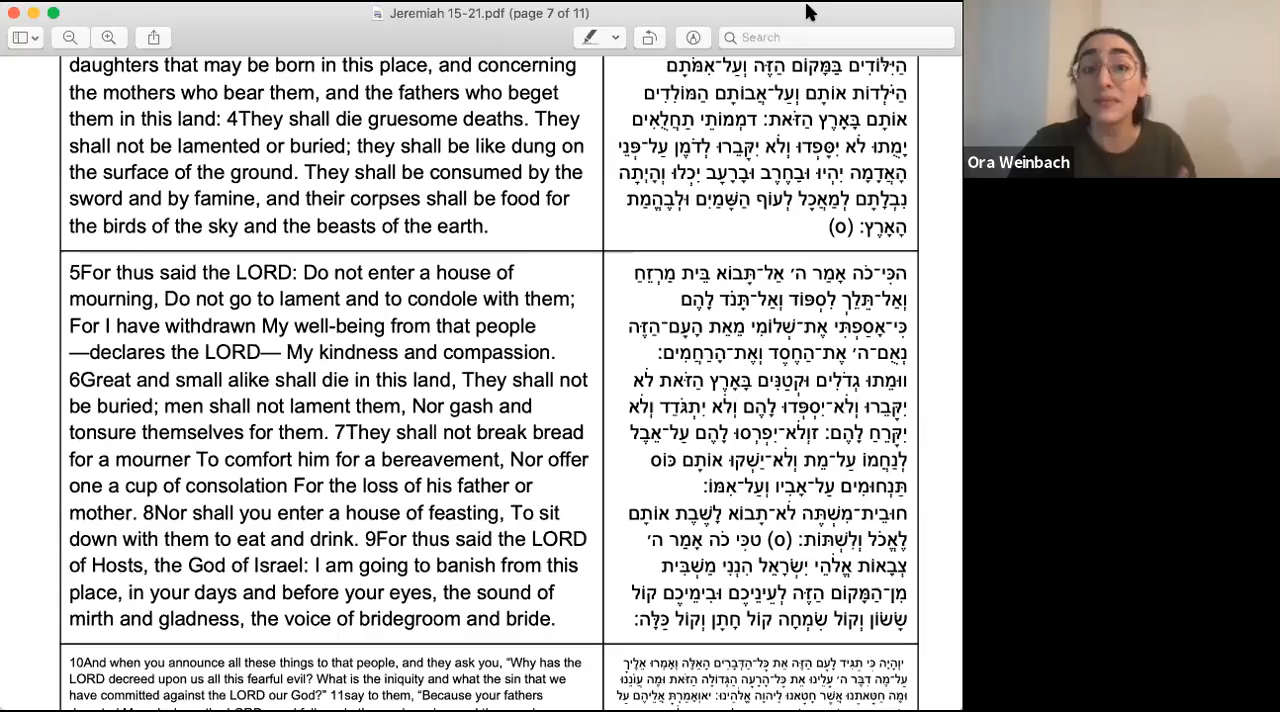 Jeremiah 15-21.pdf (page 7 of 11)
Search
Ora Weinbach
daughters that may be born in this place, and concerning
the mothers who bear them, and the fathers who beget
them in this land: 4They shall die gruesome deaths. They
shall not be lamented or buried; they shall be like dung on
the surface of the ground. They shall be consumed by the
sword and by famine, and their corpses shall be food for
the birds of the sky and the beasts of the earth.
הַיִּלּוֹדִים בַּמָּקוֹם הַזֶּה וְעַל־אִמֹּתָם
הַיֹּלְדוֹת אוֹתָם וְעַל־אֲבוֹתָם הַמּוֹלִדִים
אוֹתָם בָּאָרֶץ הַזֹּאת׃ דמְמוֹתֵי תַחֲלֻאִים
יָמֻתוּ לֹא יִסָּפְדוּ וְלֹא יִקָּבֵרוּ לְדֹמֶן עַל־פְּנֵי
הָאֲדָמָה יִהְיוּ וּבַחֶרֶב וּבָרָעָב יִכְלוּ וְהָיְתָה
נִבְלָתָם לְמַאֲכָל לְעוֹף הַשָּׁמַיִם וּלְבֶהֱמַת
הָאָרֶץ׃ (ס)
5For thus said the LORD: Do not enter a house of
mourning, Do not go to lament and to condole with them;
For I have withdrawn My well-being from that people
—declares the LORD— My kindness and compassion.
6Great and small alike shall die in this land, They shall not
be buried; men shall not lament them, Nor gash and
tonsure themselves for them. 7They shall not break bread
for a mourner To comfort him for a bereavement, Nor offer
one a cup of consolation For the loss of his father or
mother. 8Nor shall you enter a house of feasting, To sit
down with them to eat and drink. 9For thus said the LORD
of Hosts, the God of Israel: I am going to banish from this
place, in your days and before your eyes, the sound of
mirth and gladness, the voice of bridegroom and bride.
הכִּי־כֹה אָמַר ה׳ אַל־תָּבוֹא בֵּית מַרְזֵחַ
וְאַל־תֵּלֵךְ לִסְפּוֹד וְאַל־תָּנֹד לָהֶם
כִּי־אָסַפְתִּי אֶת־שְׁלוֹמִי מֵאֵת הָעָם־הַזֶּה
נְאֻם־ה׳ אֶת־הַחֶסֶד וְאֶת־הָרַחֲמִים׃
ווּמֵתוּ גְדֹלִים וּקְטַנִּים בָּאָרֶץ הַזֹּאת לֹא
יִקָּבֵרוּ וְלֹא־יִסְפְּדוּ לָהֶם וְלֹא יִתְגֹּדַד וְלֹא
יִקָּרֵחַ לָהֶם׃ זוְלֹא־יִפְרְסוּ לָהֶם עַל־אֵבֶל
לְנַחֲמוֹ עַל־מֵת וְלֹא־יַשְׁקוּ אוֹתָם כּוֹס
תַּנְחוּמִים עַל־אָבִיו וְעַל־אִמּוֹ׃
חוּבֵית־מִשְׁתֶּה לֹא־תָבוֹא לָשֶׁבֶת אוֹתָם
לֶאֱכֹל וְלִשְׁתּוֹת׃ (ס) טכִּי כֹה אָמַר ה׳
צְבָאוֹת אֱלֹהֵי יִשְׂרָאֵל הִנְנִי מַשְׁבִּית
מִן־הַמָּקוֹם הַזֶּה לְעֵינֵיכֶם וּבִימֵיכֶם קוֹל
שָׂשׂוֹן וְקוֹל שִׂמְחָה קוֹל חָתָן וְקוֹל כַּלָּה׃
10And when you announce all these things to that people, and they ask you, “Why has the
LORD decreed upon us all this fearful evil? What is the iniquity and what the sin that we
have committed against the LORD our God?” 11say to them, “Because your fathers
יוְהָיָה כִּי תַגִּיד לָעָם הַזֶּה אֵת כָּל־הַדְּבָרִים הָאֵלֶּה וְאָמְרוּ אֵלֶיךָ
עַל־מֶה דִבֶּר ה׳ עָלֵינוּ אֵת כָּל־הָרָעָה הַגְּדוֹלָה הַזֹּאת וּמֶה עֲוֺנֵנוּ
וּמֶה חַטָּאתֵנוּ אֲשֶׁר חָטָאנוּ לַיהוָה אֱלֹהֵינוּ׃ יאוְאָמַרְתָּ אֲלֵיהֶם עַל